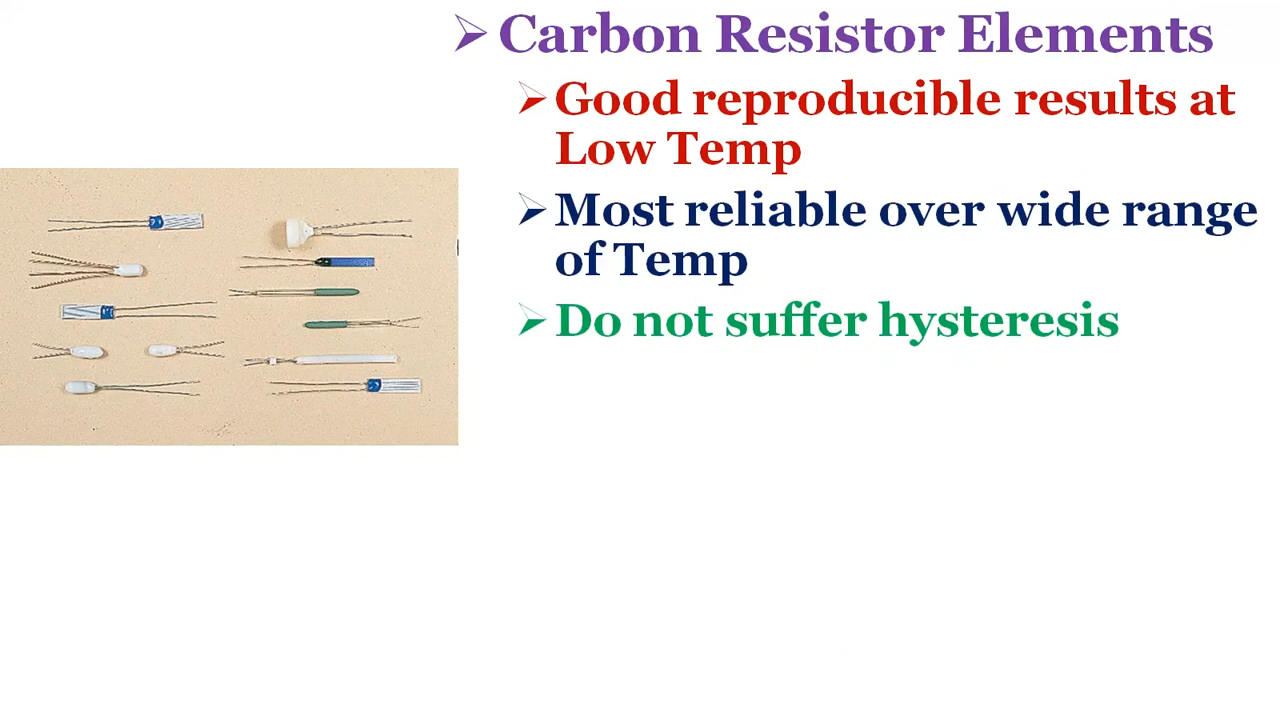 Carbon Resistor Elements
Good reproducible results at
Low Temp
Most reliable over wide range
of Temp
Do not suffer hysteresis